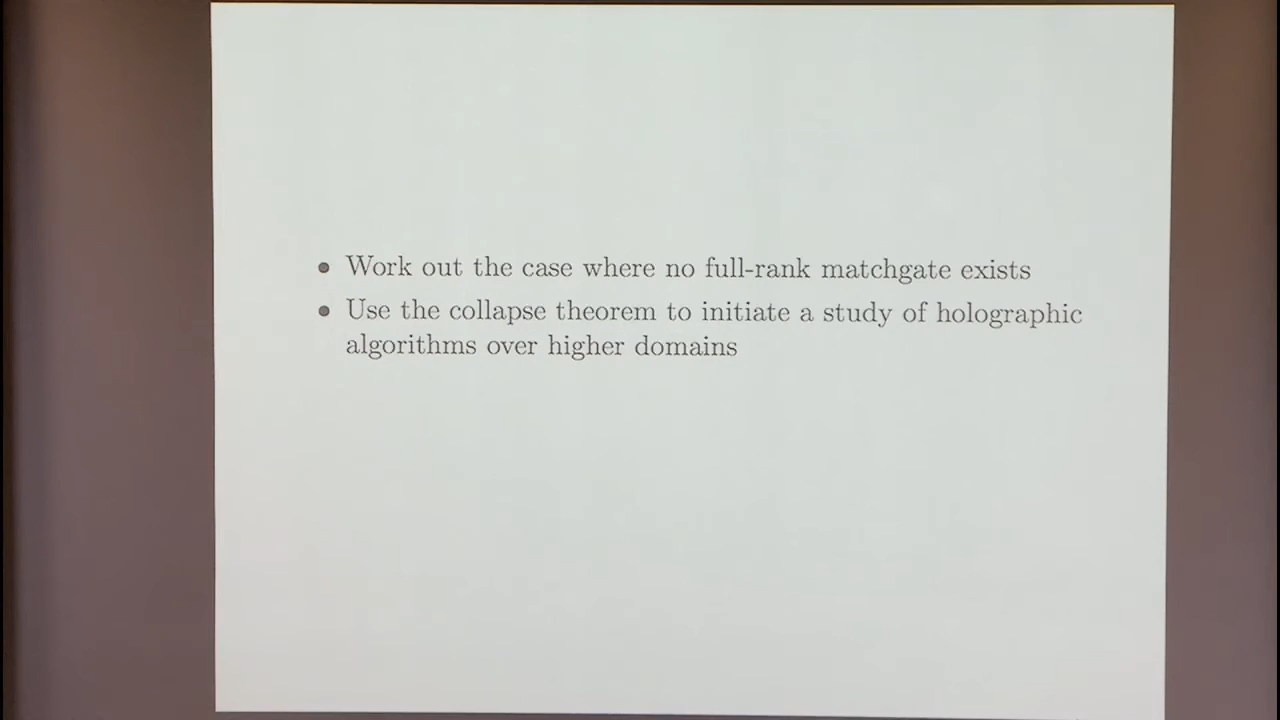 • Work out the case where no full-rank matchgate exists
• Use the collapse theorem to initiate a study of holographic
algorithms over higher domains